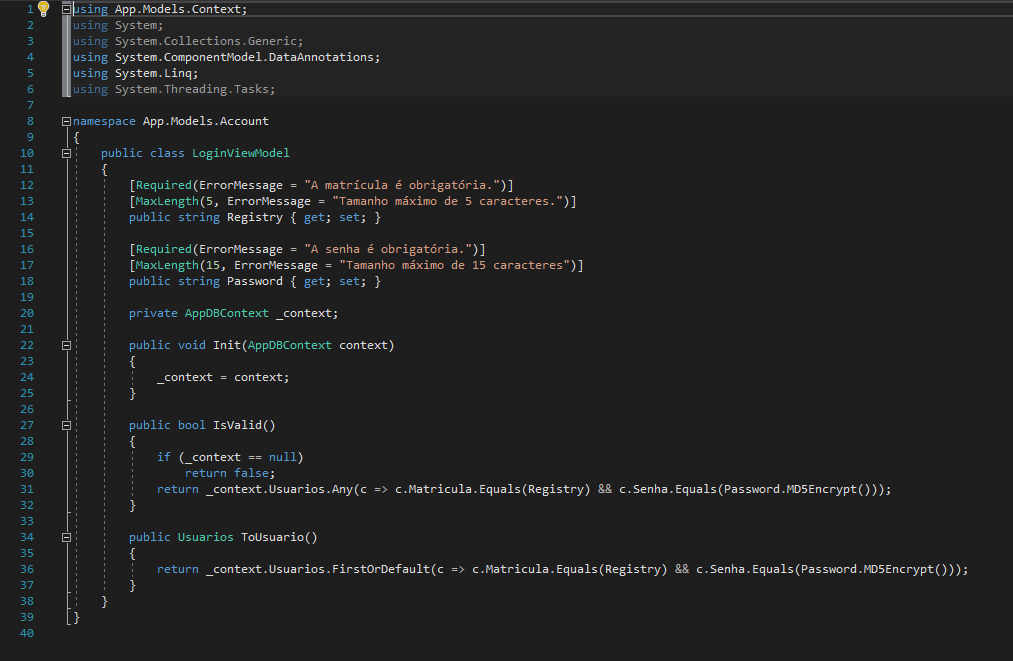 1 using App.Models.Context;
2 using System;
3 using System.Collections.Generic;
4 using System.ComponentModel.DataAnnotations;
5 using System.Linq;
6 using System.Threading.Tasks;
7
8 namespace App.Models.Account
9 {
10 public class LoginViewModel
11 {
12 [Required(ErrorMessage = "A matrícula é obrigatória.")]
13 [MaxLength(5, ErrorMessage = "Tamanho máximo de 5 caracteres.")]
14 public string Registry { get; set; }
15
16 [Required(ErrorMessage = "A senha é obrigatória.")]
17 [MaxLength(15, ErrorMessage = "Tamanho máximo de 15 caracteres")]
18 public string Password { get; set; }
19
20 private AppDBContext _context;
21
22 public void Init(AppDBContext context)
23 {
24 _context = context;
25 }
26
27 public bool IsValid()
28 {
29 if (_context == null)
30 return false;
31 return _context.Usuarios.Any(c => c.Matricula.Equals(Registry) && c.Senha.Equals(Password.MD5Encrypt()));
32 }
33
34 public Usuarios ToUsuario()
35 {
36 return _context.Usuarios.FirstOrDefault(c => c.Matricula.Equals(Registry) && c.Senha.Equals(Password.MD5Encrypt()));
37 }
38 }
39 }
40